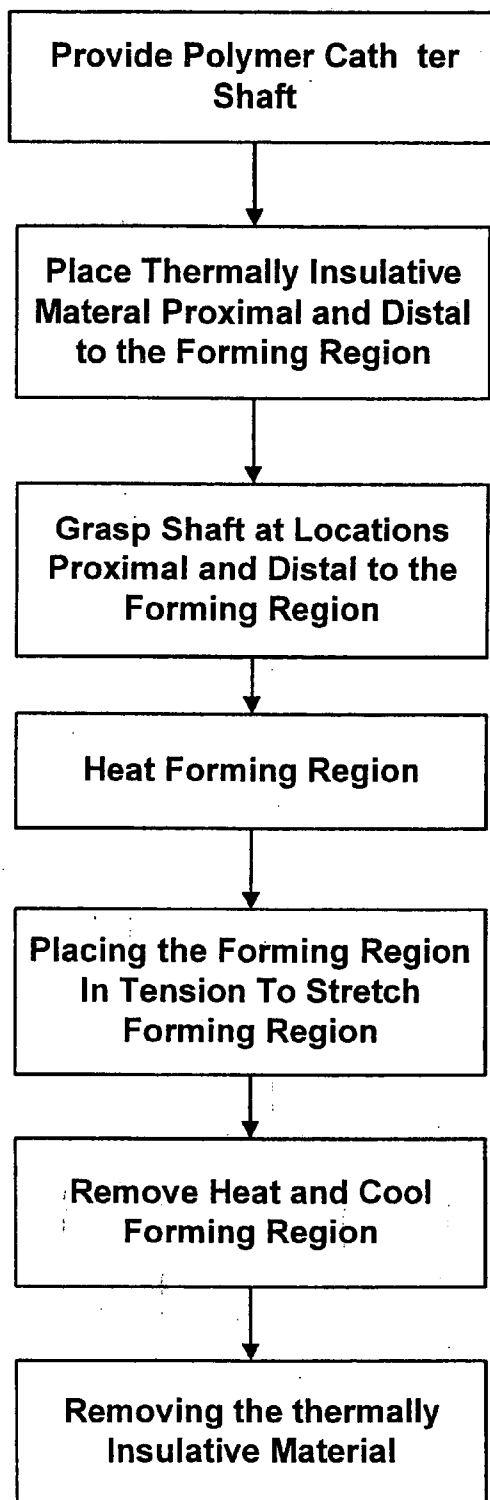 Provide Polymer Cath ter
Shaft
Place Thermally Insulative
Materal Proximal and Distal
to the Forming Region
Grasp Shaft at Locations
Proximal and Distal to the
Forming Region
Heat Forming Region
Placing the Forming Region
In Tension To Stretch
Forming Region
Remove Heat and Cool
Forming Region
Removing the thermally
Insulative Material